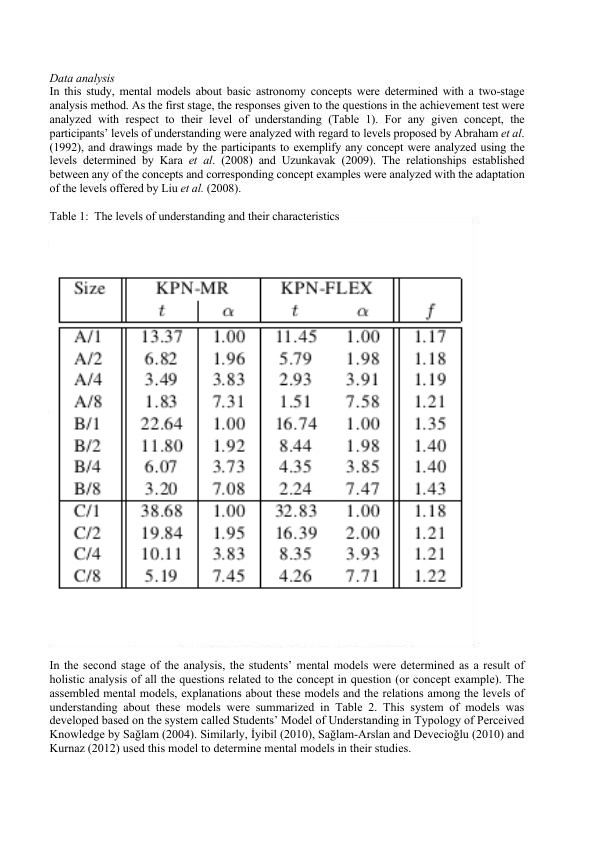 Data analysis
In this study, mental models about basic astronomy concepts were determined with a two-stage
analysis method. As the first stage, the responses given to the questions in the achievement test were
analyzed with respect to their level of understanding (Table 1). For any given concept, the
participants’ levels of understanding were analyzed with regard to levels proposed by Abraham et al.
(1992), and drawings made by the participants to exemplify any concept were analyzed using the
levels determined by Kara et al. (2008) and Uzunkavak (2009). The relationships established
between any of the concepts and corresponding concept examples were analyzed with the adaptation
of the levels offered by Liu et al. (2008).
Table 1:  The levels of understanding and their characteristics
Size KPN-MR KPN-FLEX
t α t α f
A/1 13.37 1.00 11.45 1.00 1.17
A/2 6.82 1.96 5.79 1.98 1.18
A/4 3.49 3.83 2.93 3.91 1.19
A/8 1.83 7.31 1.51 7.58 1.21
B/1 22.64 1.00 16.74 1.00 1.35
B/2 11.80 1.92 8.44 1.98 1.40
B/4 6.07 3.73 4.35 3.85 1.40
B/8 3.20 7.08 2.24 7.47 1.43
C/1 38.68 1.00 32.83 1.00 1.18
C/2 19.84 1.95 16.39 2.00 1.21
C/4 10.11 3.83 8.35 3.93 1.21
C/8 5.19 7.45 4.26 7.71 1.22
In the second stage of the analysis, the students’ mental models were determined as a result of
holistic analysis of all the questions related to the concept in question (or concept example). The
assembled mental models, explanations about these models and the relations among the levels of
understanding about these models were summarized in Table 2. This system of models was
developed based on the system called Students’ Model of Understanding in Typology of Perceived
Knowledge by Sağlam (2004). Similarly, İyibil (2010), Sağlam-Arslan and Devecioğlu (2010) and
Kurnaz (2012) used this model to determine mental models in their studies.